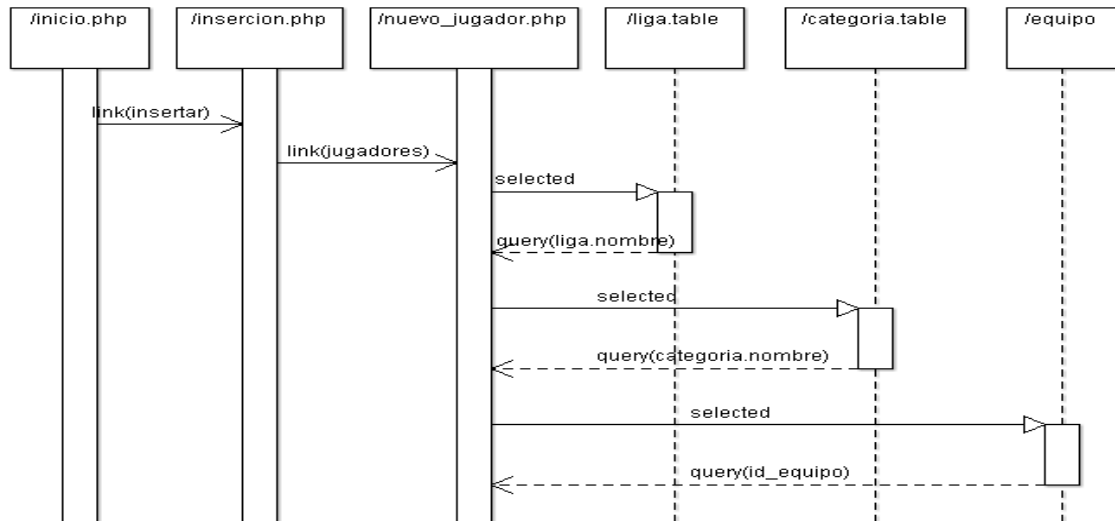 /inicio.php
/insercion.php
/nuevo_jugador.php
/liga.table
/categoria.table
/equipo
link(insertar)
link(jugadores)
selected
query(liga.nombre)
selected
query(categoria.nombre)
selected
query(id_equipo)